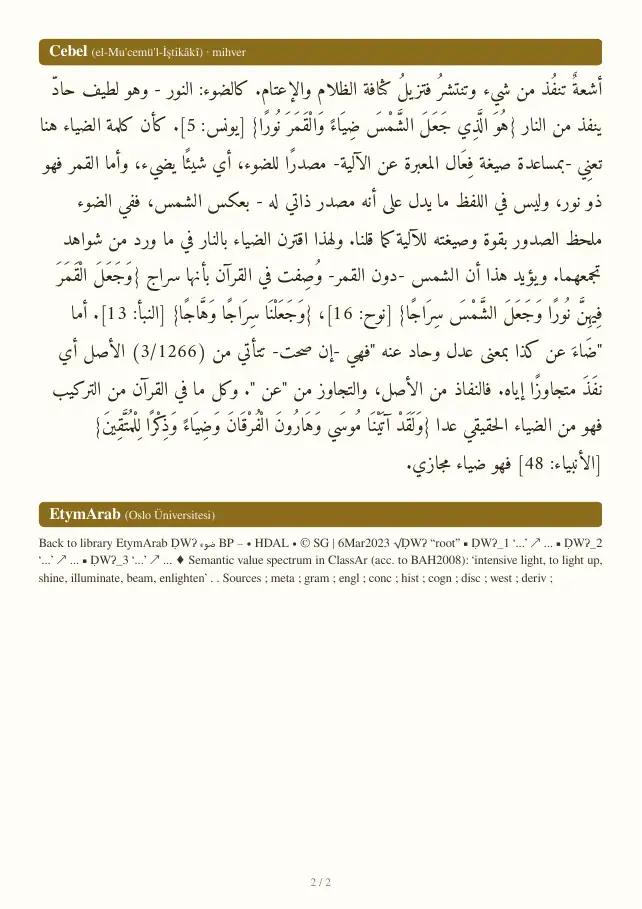 Cebel (el-Mu'cemü'l-İştikâkî) · mihver
أشعةٌ تنفُذ من شيء وتنتشرُ فتزيلُ كثافة الظلام والإعتام. كالضوء: النور - وهو لطيف حادّ
ينفذ من النار {هُوَ الَّذِي جَعَلَ الشَّمْسَ ضِيَاءً وَالْقَمَرَ نُورًا} [يونس: 5]. كأن كلمة الضياء هنا
تعني -بمساعدة صيغة فِعَال المعبرة عن الآلية- مصدرًا للضوء، أي شيئًا يضيء، وأما القمر فهو
ذو نور، وليس في اللفظ ما يدل على أنه مصدر ذاتي له - بعكس الشمس، ففي الضوء
ملحظ الصدور بقوة وصيغته للآلية كما قلنا. ولهذا اقترن الضياء بالنار في ما ورد من شواهد
تجمعهما. ويؤيد هذا أن الشمس -دون القمر- وُصِفت في القرآن بأنها سراج {وَجَعَلَ الْقَمَرَ
فِيهِنَّ نُورًا وَجَعَلَ الشَّمْسَ سِرَاجًا} [نوح: 16]، {وَجَعَلْنَا سِرَاجًا وَهَّاجًا} [النبأ: 13]. أما
"ضَاءَ عن كذا بمعنى عدل وحاد عنه "فهي -إن صحت- تتأتي من (3/1266) الأصل أي
نفَذَ متجاوزًا إياه. فالنفاذ من الأصل، والتجاوز من "عن ". وكل ما في القرآن من التركيب
فهو من الضياء الحقيقي عدا {وَلَقَدْ آتَيْنَا مُوسَي وَهَارُونَ الْفُرْقَانَ وَضِيَاءً وَذِكْرًا لِلْمُتَّقِينَ}
[الأنبياء: 48] فهو ضياء مجازي.
EtymArab (Oslo Üniversitesi)
Back to library EtymArab ḌWʔ ضوء BP – • HDAL • © SG | 6Mar2023 √ḌWʔ “root” ▪ ḌWʔ_1 ‘…’ ↗ ... ▪ ḌWʔ_2
‘…’ ↗ ... ▪ ḌWʔ_3 ‘…’ ↗ ... ♦ Semantic value spectrum in ClassAr (acc. to BAH2008): ‘intensive light, to light up,
shine, illuminate, beam, enlighten’ . . Sources ; meta ; gram ; engl ; conc ; hist ; cogn ; disc ; west ; deriv ;
2 / 2